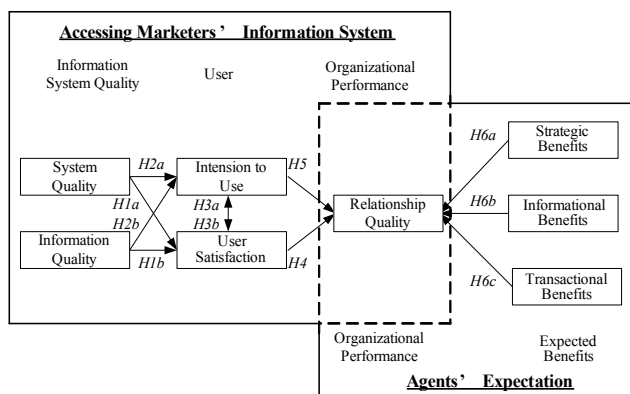 Accessing Marketers’ Information System
Information
System Quality
User
Organizational
Performance
System
Quality
H2a
Intension to
Use
H5
H6a
Strategic
Benefits
H1a
H2b
H3a
H3b
Relationship
Quality
H6b
Informational
Benefits
Information
Quality
H1b
User
Satisfaction
H4
H6c
Transactional
Benefits
Organizational
Performance
Expected
Benefits
Agents’ Expectation